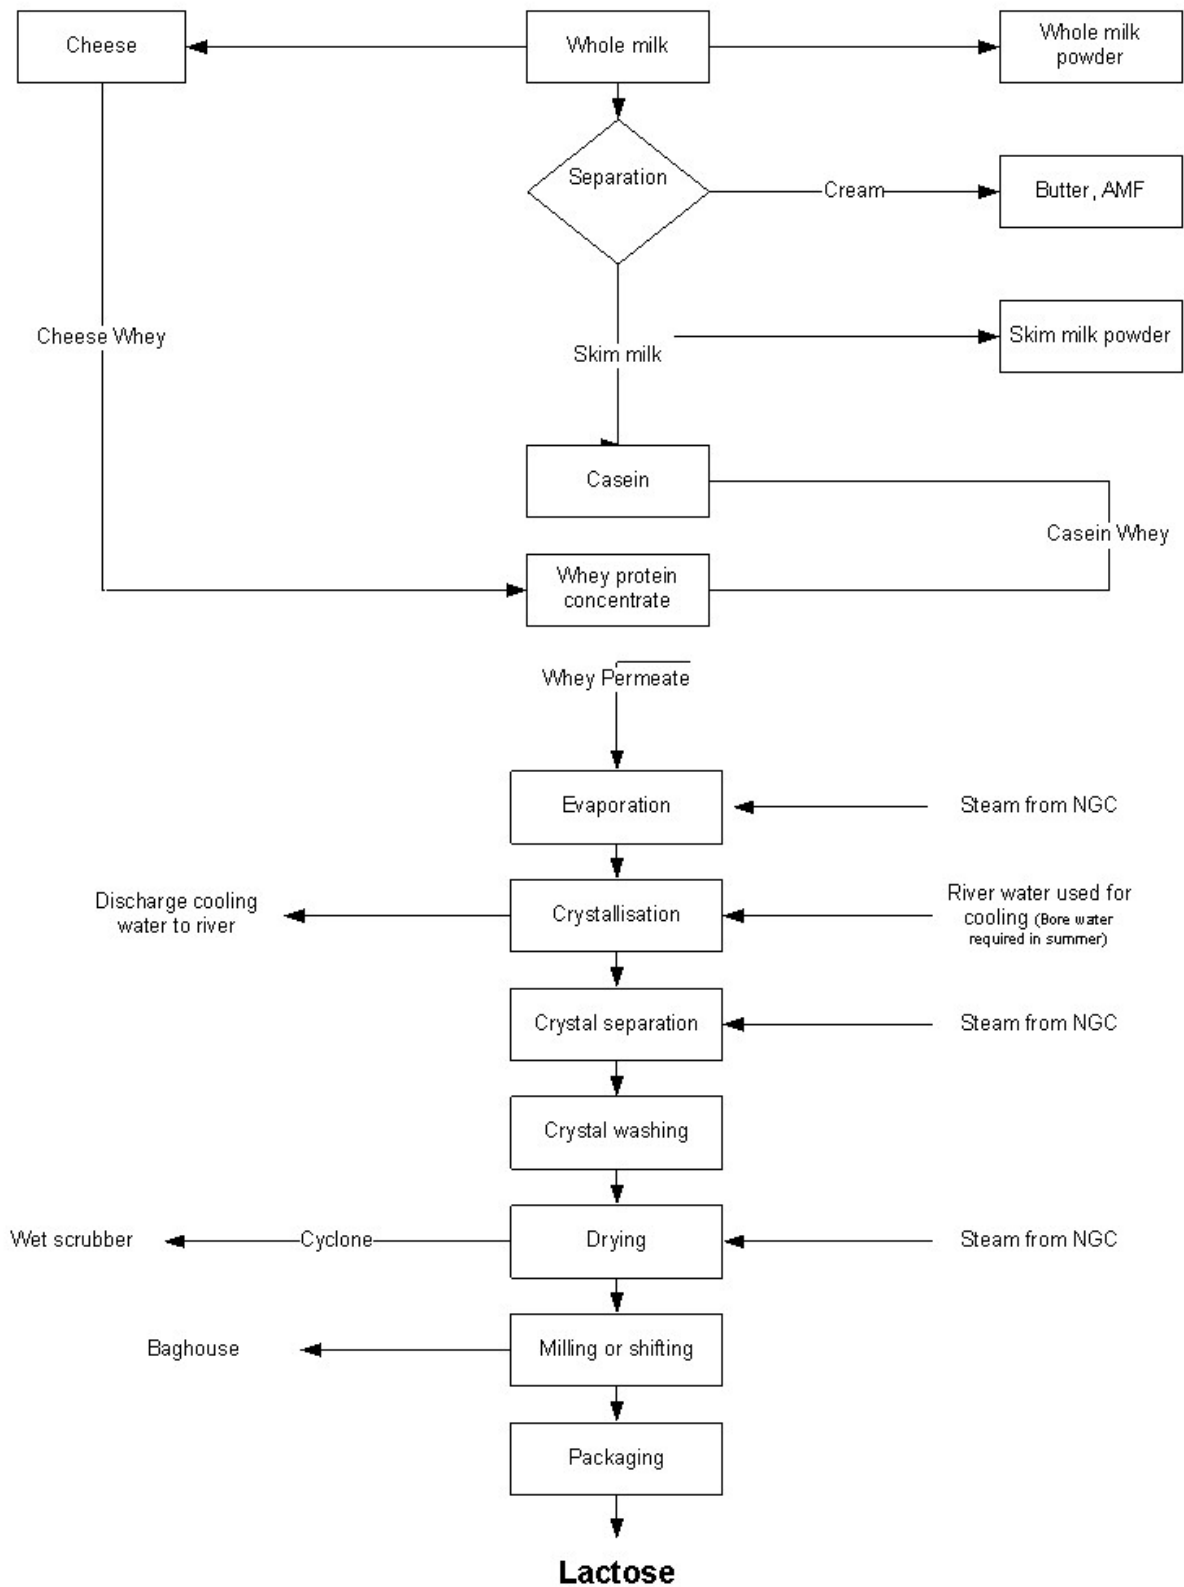 Cheese
Whole milk
Whole milk
powder
Separation
Cream
Butter, AMF
Cheese Whey
Skim milk
Skim milk powder
Casein
Casein Whey
Whey protein
concentrate
Whey Permeate
Evaporation
Steam from NGC
Discharge cooling
water to river
Crystallisation
River water used for
cooling (Bore water
required in summer)
Crystal separation
Steam from NGC
Crystal washing
Wet scrubber
Cyclone
Drying
Steam from NGC
Baghouse
Milling or shifting
Packaging
Lactose